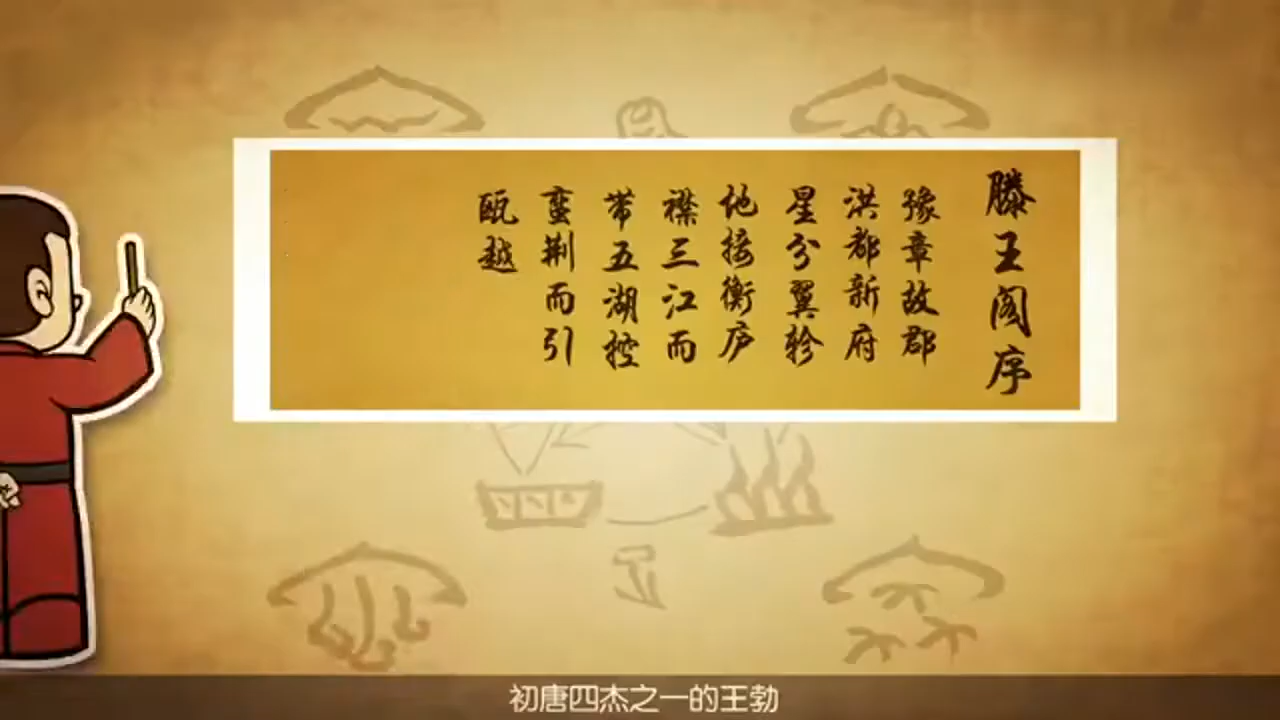 滕王阁序
豫章故郡
洪都新府
星分翼轸
地接衡庐
襟三江而
带五湖控
蛮荆而引
瓯越
初唐四杰之一的王勃